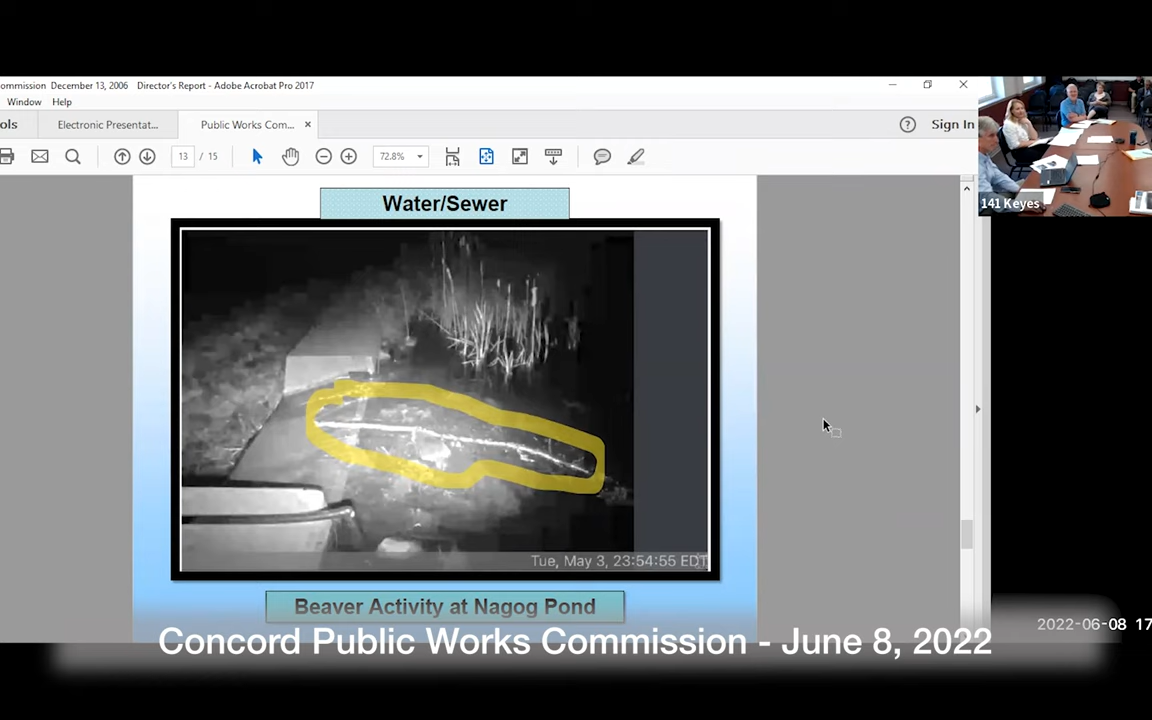 ommission December 13, 2006 Director's Report - Adobe Acrobat Pro 2017
Window Help
ols Electronic Presentat... Public Works Com... × Sign In
13 / 15 72.8%
141 Keyes
Water/Sewer
Tue, May 3, 23:54:55 EDT
Beaver Activity at Nagog Pond
2022-06-08 17
Concord Public Works Commission - June 8, 2022